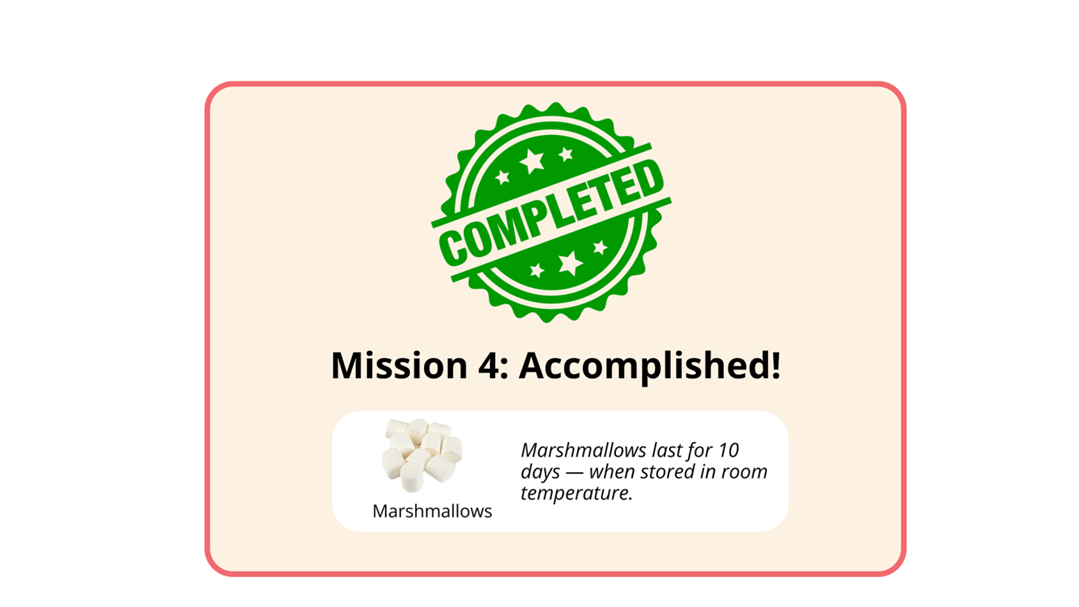 COMPLETED
Mission 4: Accomplished!
Marshmallows last for 10
days — when stored in room
temperature.
Marshmallows